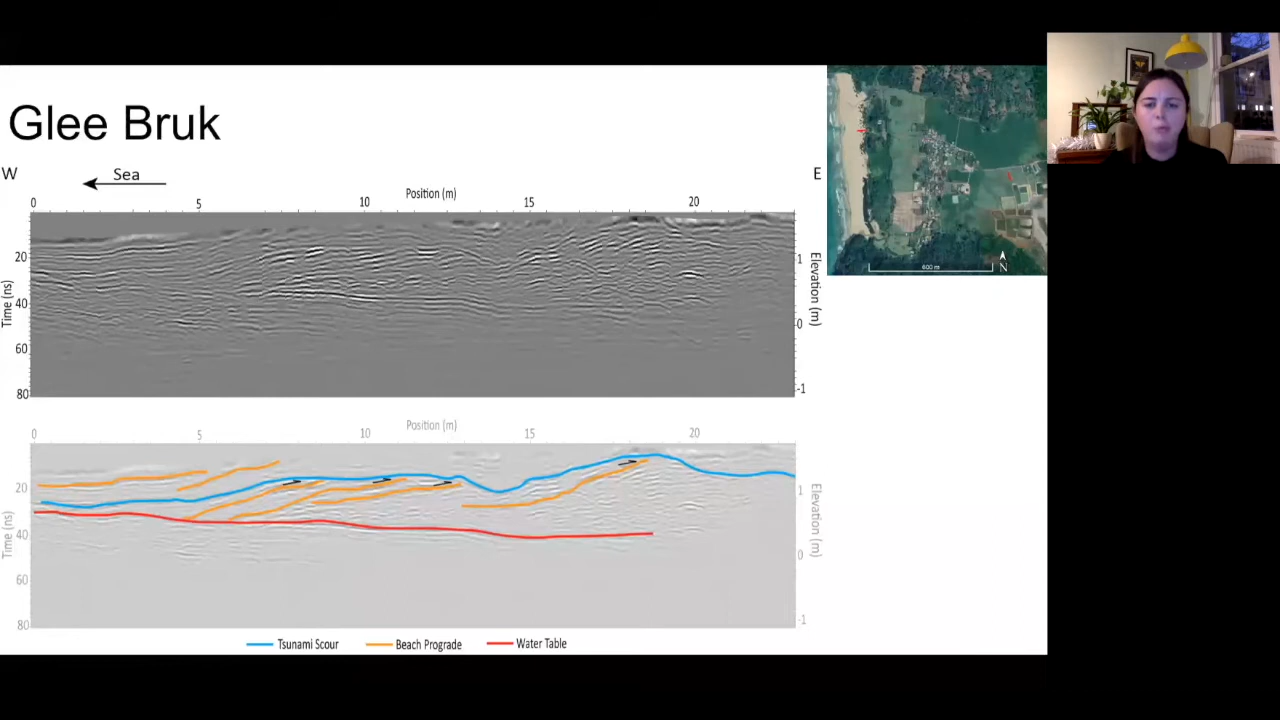 Glee Bruk
W
Sea
E
Position (m)
0 5 10 15 20
Time (ns)
20
40
60
80
Elevation (m)
1
0
-1
600 m
N
Position (m)
0 5 10 15 20
Time (ns)
20
40
60
80
Elevation (m)
1
0
-1
Tsunami Scour Beach Prograde Water Table